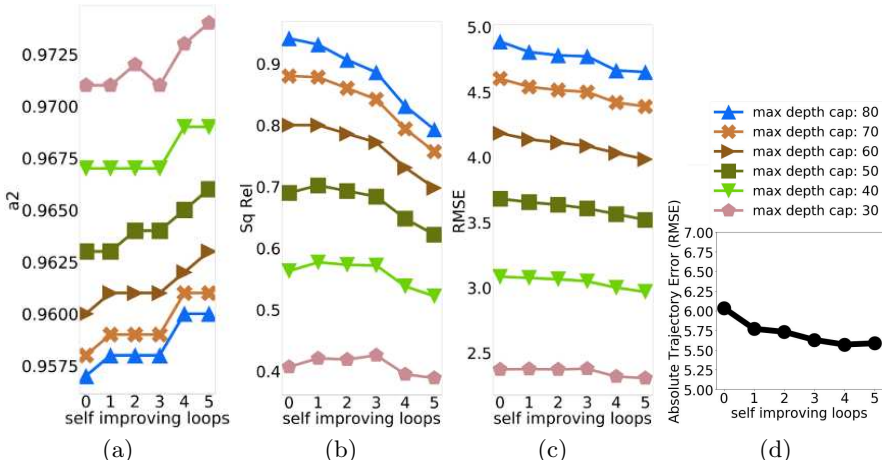 a2
0.9725
0.9700
0.9675
0.9650
0.9625
0.9600
0.9575
0 1 2 3 4 5
self improving loops
(a)
Sq Rel
0.9
0.8
0.7
0.6
0.5
0.4
0 1 2 3 4 5
self improving loops
(b)
RMSE
5.0
4.5
4.0
3.5
3.0
2.5
0 1 2 3 4 5
self improving loops
(c)
max depth cap: 80
max depth cap: 70
max depth cap: 60
max depth cap: 50
max depth cap: 40
max depth cap: 30
Absolute Trajectory Error (RMSE)
7.00
6.75
6.50
6.25
6.00
5.75
5.50
5.25
5.00
0 1 2 3 4 5
self improving loops
(d)